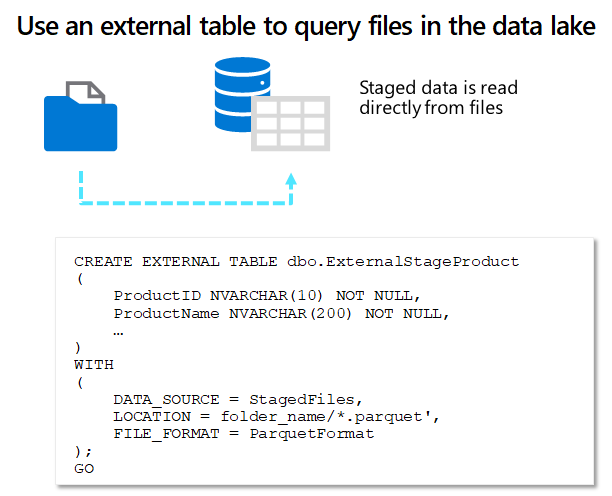 Use an external table to query files in the data lake
Staged data is read
directly from files
CREATE EXTERNAL TABLE dbo.ExternalStageProduct
(
    ProductID NVARCHAR(10) NOT NULL,
    ProductName NVARCHAR(200) NOT NULL,
    …
)
WITH
(
    DATA_SOURCE = StagedFiles,
    LOCATION = folder_name/*.parquet',
    FILE_FORMAT = ParquetFormat
);
GO